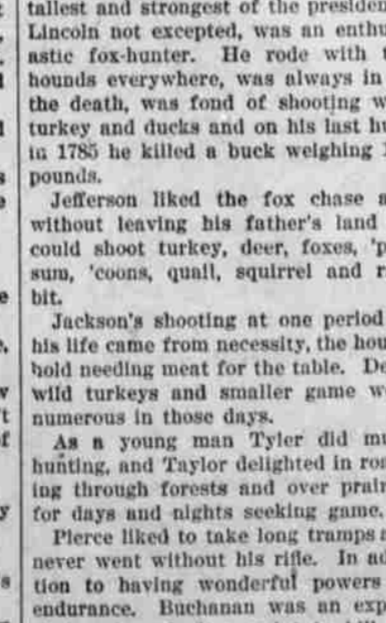 tallest and strongest of the presiden
Lincoln not excepted, was an enthu
astic fox-hunter. He rode with t
hounds everywhere, was always in
the death, was fond of shooting w
turkey and ducks and on his last hu
in 1785 he killed a buck weighing
pounds.
Jefferson liked the fox chase a
without leaving his father's land
could shoot turkey, deer, foxes, 'p
sum, 'coons, quail, squirrel and r
bit.
Jackson's shooting at one period
his life came from necessity, the hou
hold needing meat for the table. De
wild turkeys and smaller game w
numerous in those days.
As a young man Tyler did mu
hunting, and Taylor delighted in roa
ing through forests and over prair
for days and nights seeking game.
Pierce liked to take long tramps a
never went without his rifle. In ad
tion to having wonderful powers
endurance. Buchanan was an exp